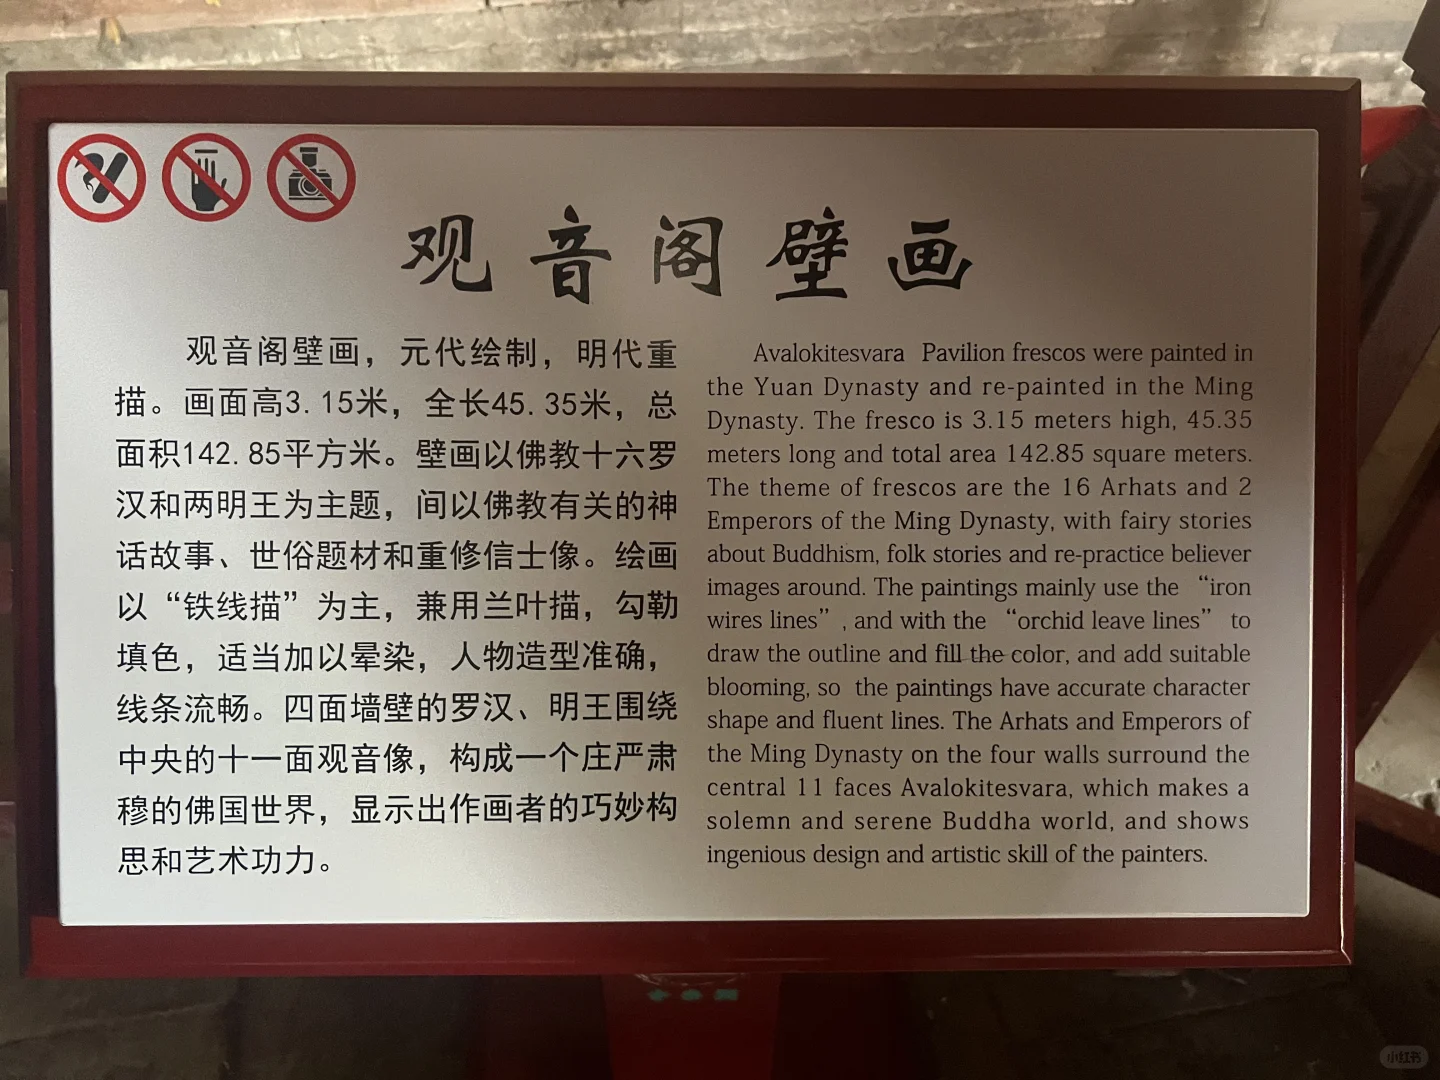 观音阁壁画
观音阁壁画，元代绘制，明代重
描。画面高3.15米，全长45.35米，总
面积142.85平方米。壁画以佛教十六罗
汉和两明王为主题，间以佛教有关的神
话故事、世俗题材和重修信士像。绘画
以“铁线描”为主，兼用兰叶描，勾勒
填色，适当加以晕染，人物造型准确，
线条流畅。四面墙壁的罗汉、明王围绕
中央的十一面观音像，构成一个庄严肃
穆的佛国世界，显示出作画者的巧妙构
思和艺术功力。
Avalokitesvara Pavilion frescos were painted in
the Yuan Dynasty and re-painted in the Ming
Dynasty. The fresco is 3.15 meters high, 45.35
meters long and total area 142.85 square meters.
The theme of frescos are the 16 Arhats and 2
Emperors of the Ming Dynasty, with fairy stories
about Buddhism, folk stories and re-practice believer
images around. The paintings mainly use the “iron
wires lines”, and with the “orchid leave lines” to
draw the outline and fill the color, and add suitable
blooming, so the paintings have accurate character
shape and fluent lines. The Arhats and Emperors of
the Ming Dynasty on the four walls surround the
central 11 faces Avalokitesvara, which makes a
solemn and serene Buddha world, and shows
ingenious design and artistic skill of the painters.
小红书